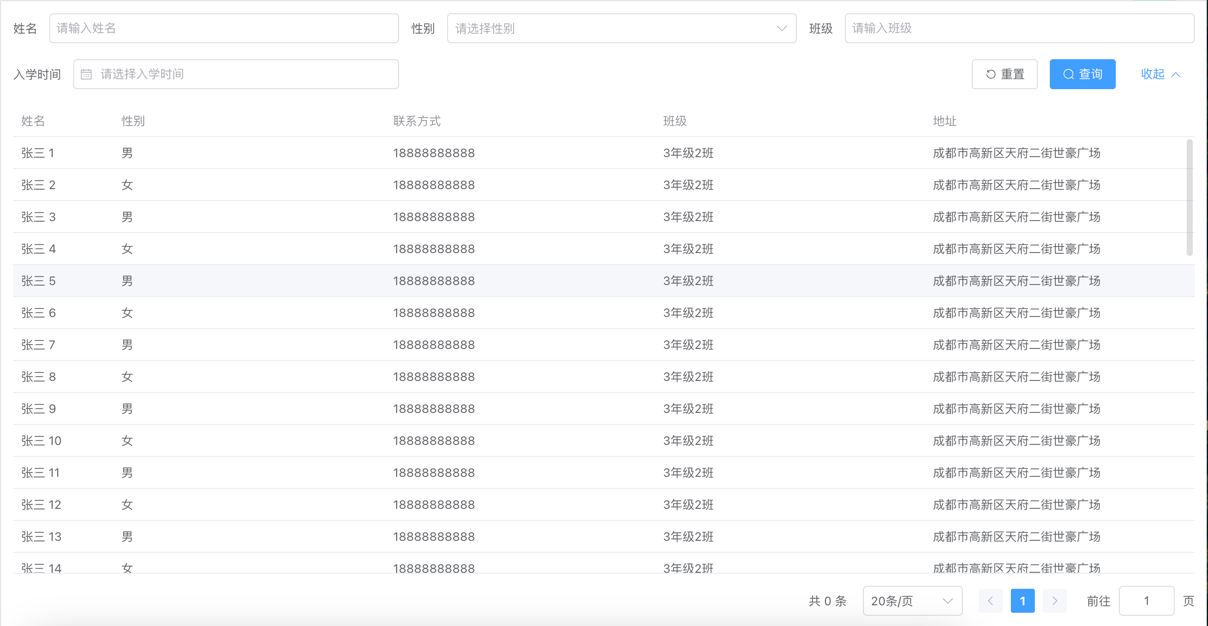 姓名 请输入姓名 性别 请选择性别 班级 请输入班级
入学时间 请选择入学时间 重置 查询 收起
姓名 性别 联系方式 班级 地址
张三 1 男 18888888888 3年级2班 成都市高新区天府二街世豪广场
张三 2 女 18888888888 3年级2班 成都市高新区天府二街世豪广场
张三 3 男 18888888888 3年级2班 成都市高新区天府二街世豪广场
张三 4 女 18888888888 3年级2班 成都市高新区天府二街世豪广场
张三 5 男 18888888888 3年级2班 成都市高新区天府二街世豪广场
张三 6 女 18888888888 3年级2班 成都市高新区天府二街世豪广场
张三 7 男 18888888888 3年级2班 成都市高新区天府二街世豪广场
张三 8 女 18888888888 3年级2班 成都市高新区天府二街世豪广场
张三 9 男 18888888888 3年级2班 成都市高新区天府二街世豪广场
张三 10 女 18888888888 3年级2班 成都市高新区天府二街世豪广场
张三 11 男 18888888888 3年级2班 成都市高新区天府二街世豪广场
张三 12 女 18888888888 3年级2班 成都市高新区天府二街世豪广场
张三 13 男 18888888888 3年级2班 成都市高新区天府二街世豪广场
张三 14 女 18888888888 3年级2班 成都市高新区天府二街世豪广场
共 0 条 20条/页 1 前往 1 页